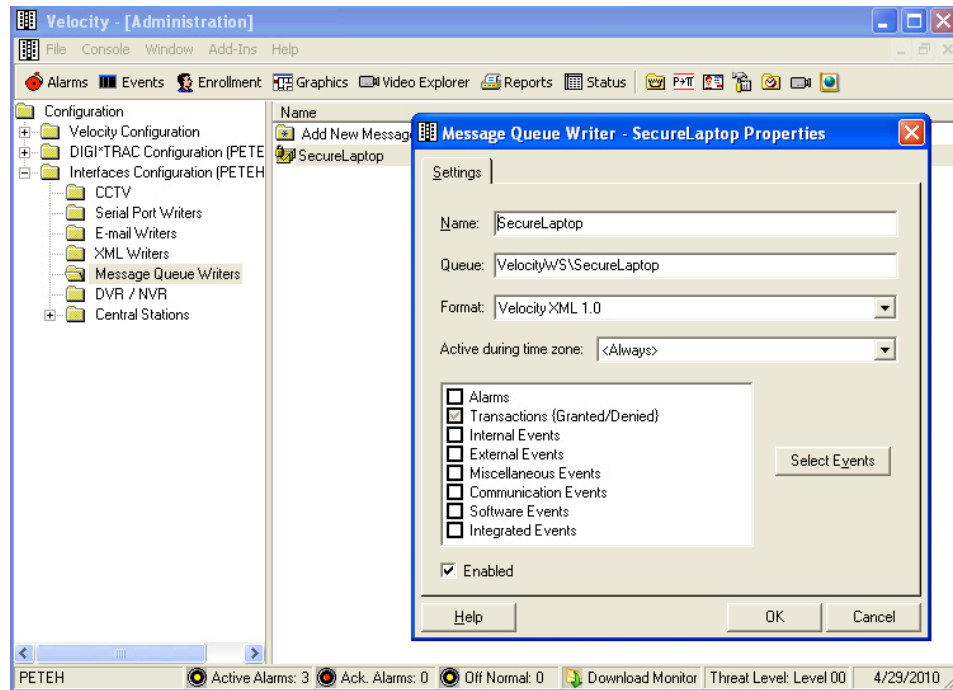 Velocity - [Administration]
File Console Window Add-Ins Help
Alarms Events Enrollment Graphics Video Explorer Reports Status
Configuration
Velocity Configuration
DIGI*TRAC Configuration (PETE
Interfaces Configuration (PETEH
CCTV
Serial Port Writers
E-mail Writers
XML Writers
Message Queue Writers
DVR / NVR
Central Stations
Name
Add New Message
SecureLaptop
Message Queue Writer - SecureLaptop Properties
Settings
Name: SecureLaptop
Queue: VelocityWS\SecureLaptop
Format: Velocity XML 1.0
Active during time zone: <Always>
Alarms
Transactions {Granted/Denied}
Internal Events
External Events
Miscellaneous Events
Communication Events
Software Events
Integrated Events
Select Events
Enabled
Help OK Cancel
PETEH Active Alarms: 3 Ack. Alarms: 0 Off Normal: 0 Download Monitor Threat Level: Level 00 4/29/2010